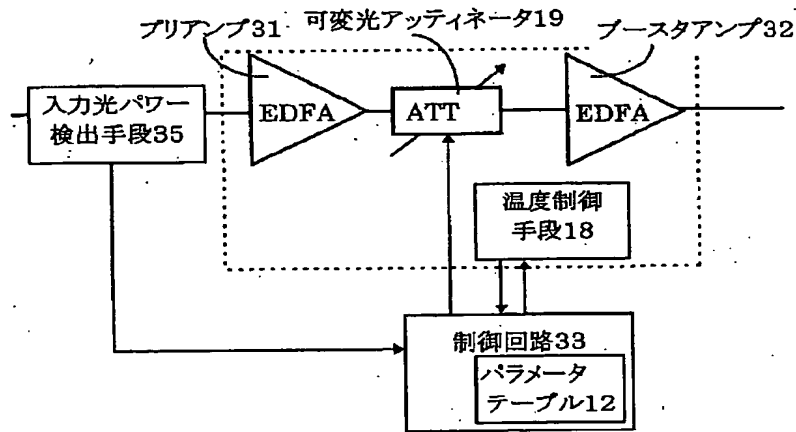 プリアンプ31
可変光アッティネータ19
ブースタアンプ32
入力光パワー
検出手段35
EDFA
ATT
EDFA
温度制御
手段18
制御回路33
パラメータ
テーブル12